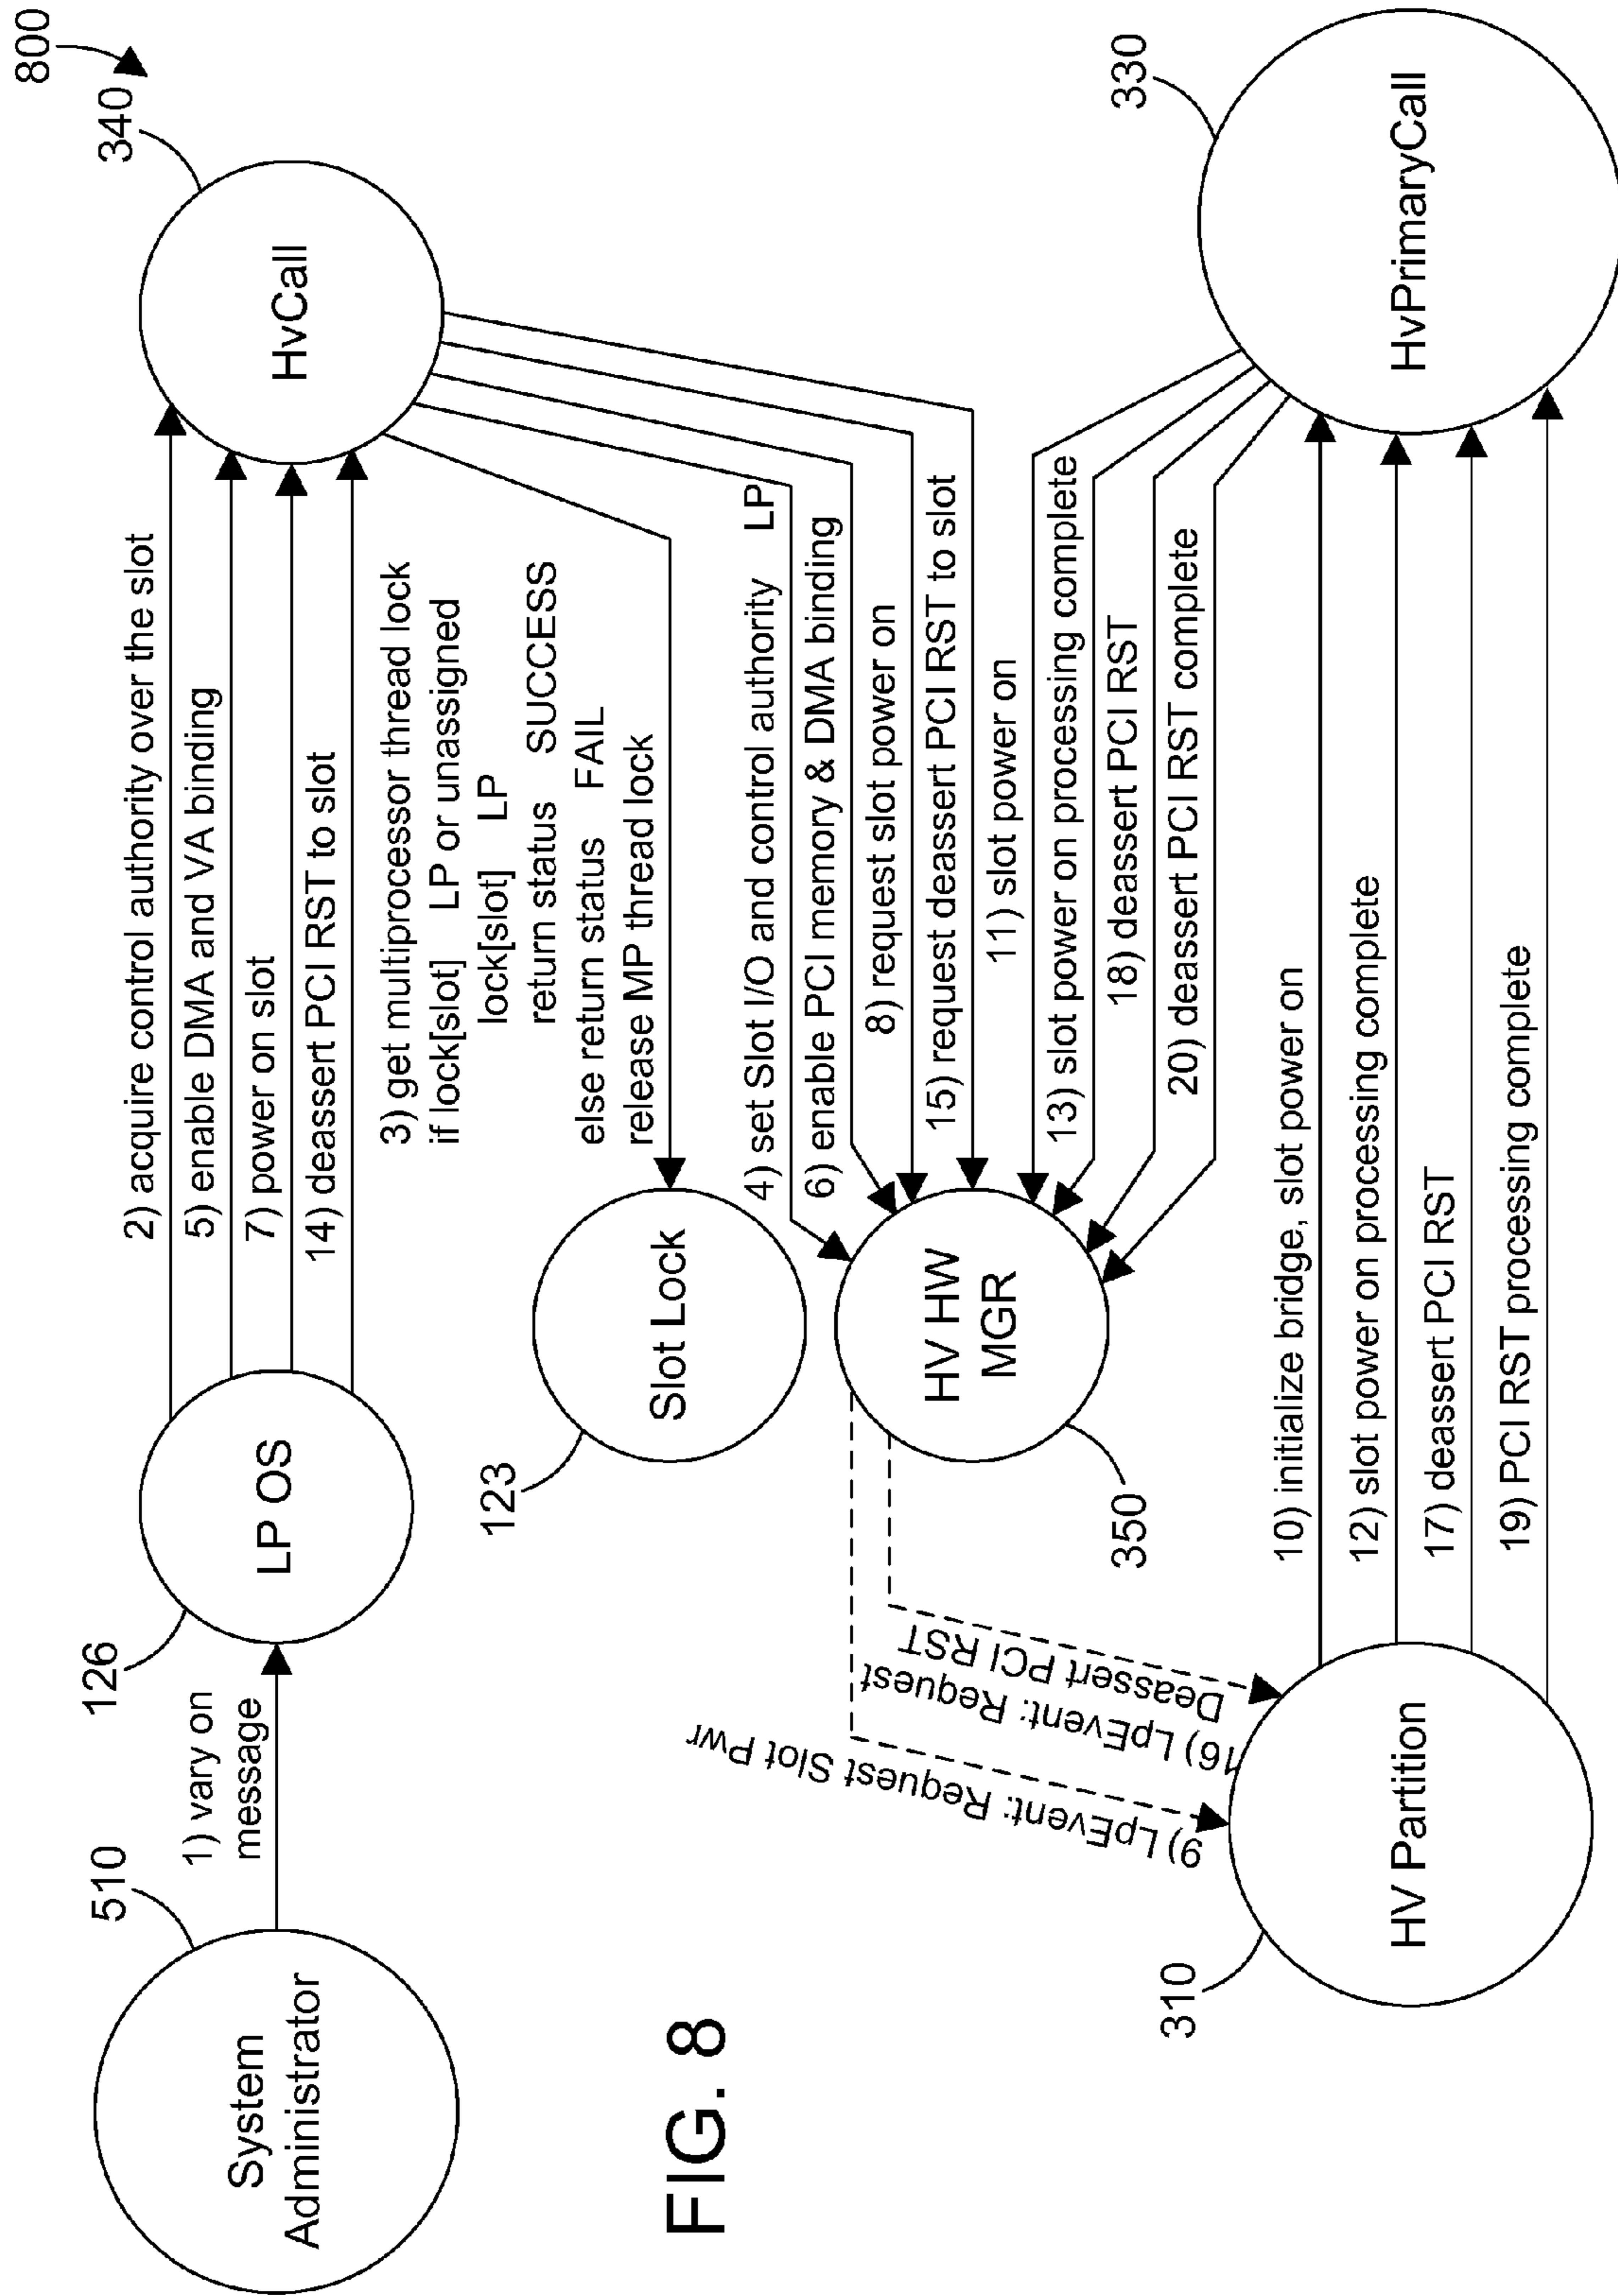 800
510
System
Administrator
1) vary on
message
126
LP OS
2) acquire control authority over the slot
5) enable DMA and VA binding
7) power on slot
14) deassert PCI RST to slot
340
HvCall
3) get multiprocessor thread lock
if lock[slot] LP or unassigned
lock[slot] LP
return status SUCCESS
else return status FAIL
release MP thread lock
123
Slot Lock
4) set Slot I/O and control authority LP
6) enable PCI memory & DMA binding
8) request slot power on
15) request deassert PCI RST to slot
HV HW
MGR
350
11) slot power on
13) slot power on processing complete
18) deassert PCI RST
20) deassert PCI RST complete
330
HvPrimaryCall
9) LpEvent: Request Slot Pwr
16) LpEvent: Request
Deassert PCI RST
310
HV Partition
10) initialize bridge, slot power on
12) slot power on processing complete
17) deassert PCI RST
19) PCI RST processing complete
FIG. 8